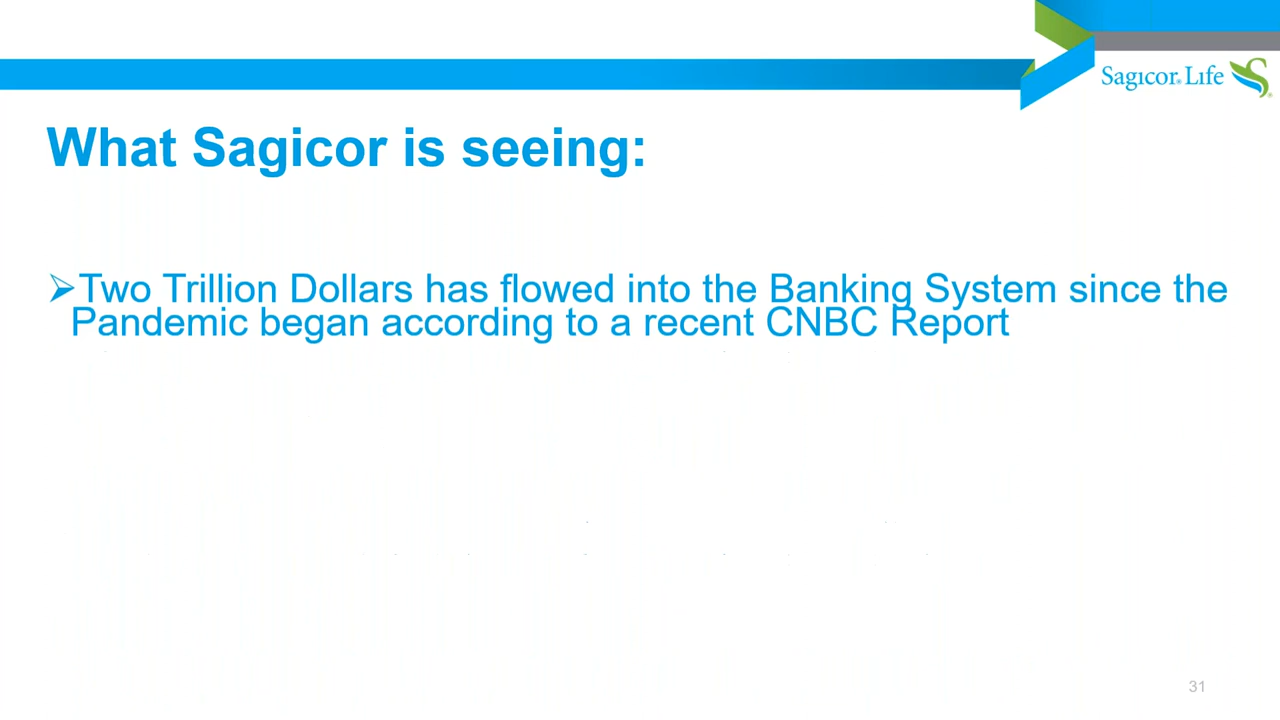 Sagicor Life
What Sagicor is seeing:
➢Two Trillion Dollars has flowed into the Banking System since the
Pandemic began according to a recent CNBC Report
31